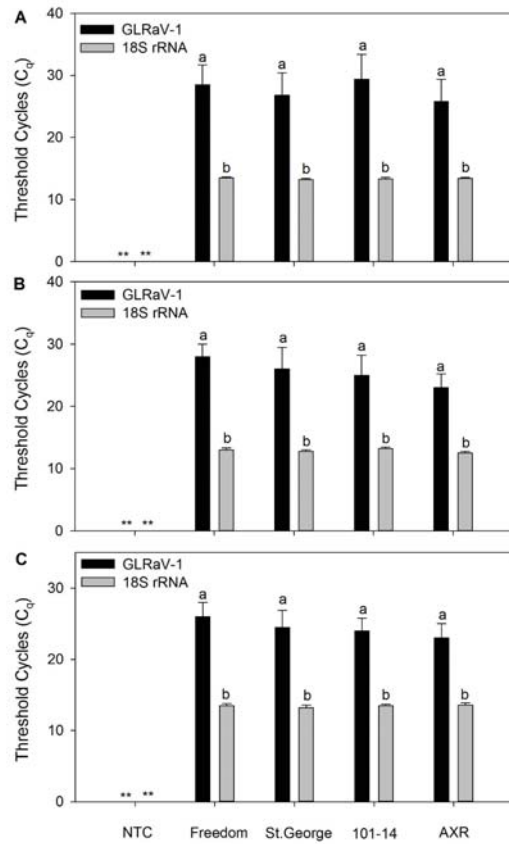 A
GLRaV-1
18S rRNA
Threshold Cycles (Cq)
40
30
20
10
0
** **
a
b
a
b
a
b
a
b
B
GLRaV-1
18S rRNA
Threshold Cycles (Cq)
40
30
20
10
0
** **
a
b
a
b
a
b
a
b
C
GLRaV-1
18S rRNA
Threshold Cycles (Cq)
30
20
10
0
** **
a
b
a
b
a
b
a
b
NTC Freedom St.George 101-14 AXR